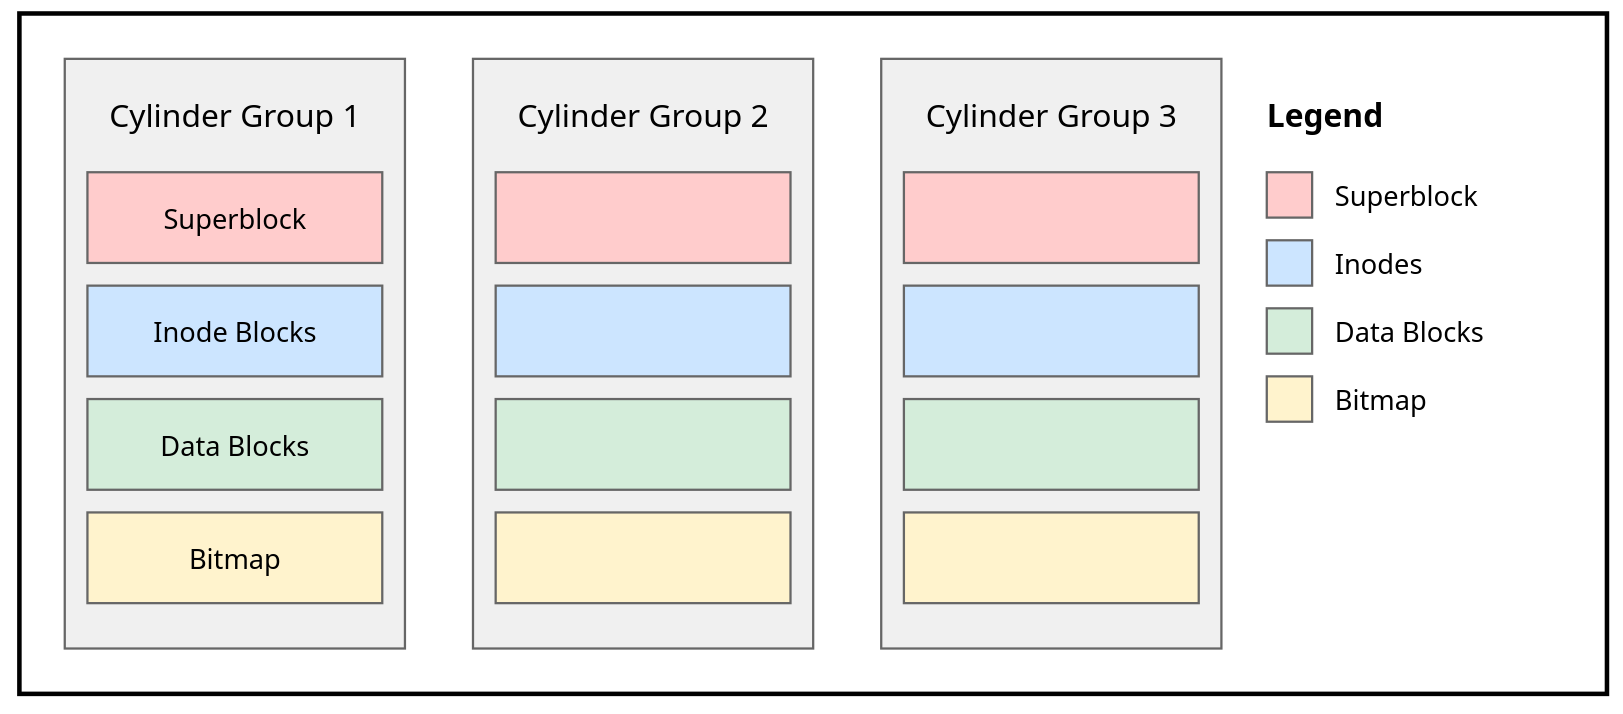 Cylinder Group 1
Superblock
Inode Blocks
Data Blocks
Bitmap
Cylinder Group 2
Cylinder Group 3
Legend
Superblock
Inodes
Data Blocks
Bitmap